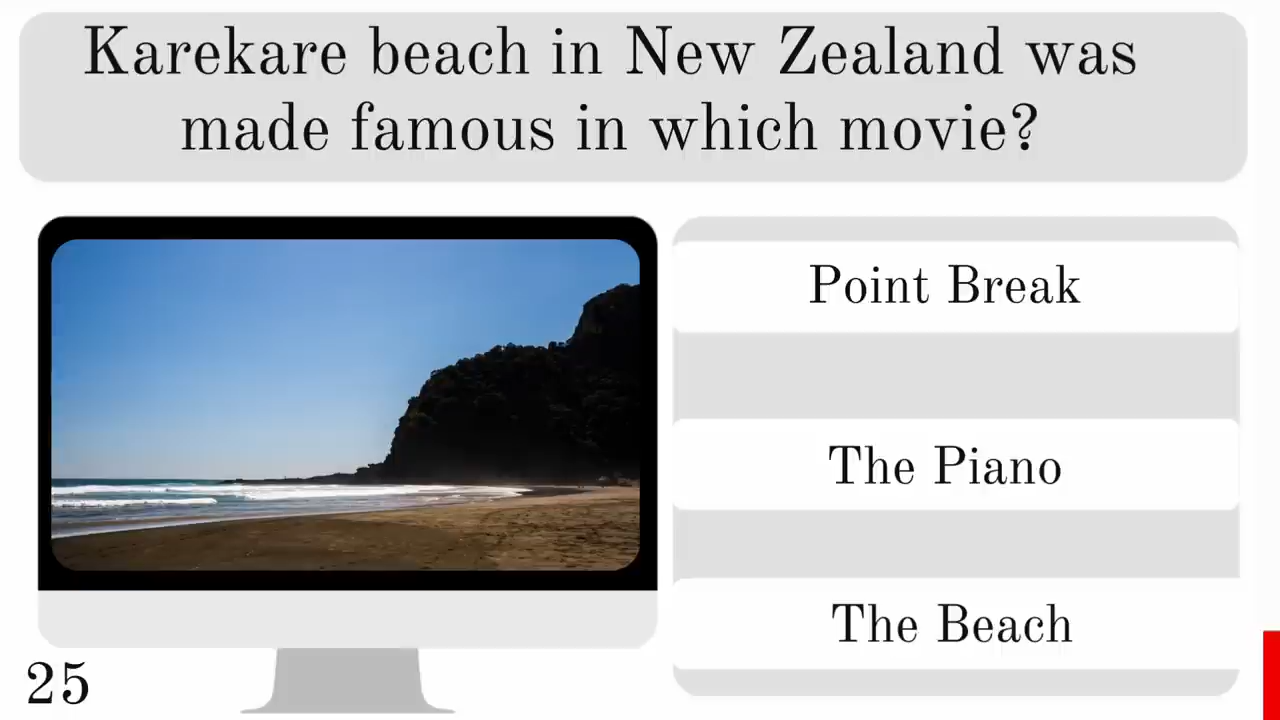 Karekare beach in New Zealand was
made famous in which movie?
Point Break
The Piano
The Beach
25